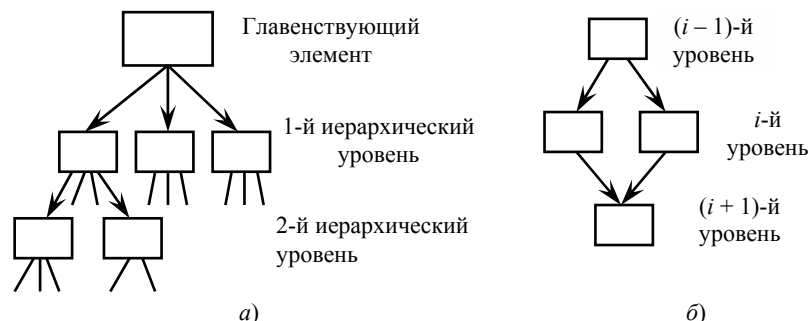 Главенствующий
элемент
1-й иерархический
уровень
2-й иерархический
уровень
а)
(i – 1)-й
уровень
i-й
уровень
(i + 1)-й
уровень
б)